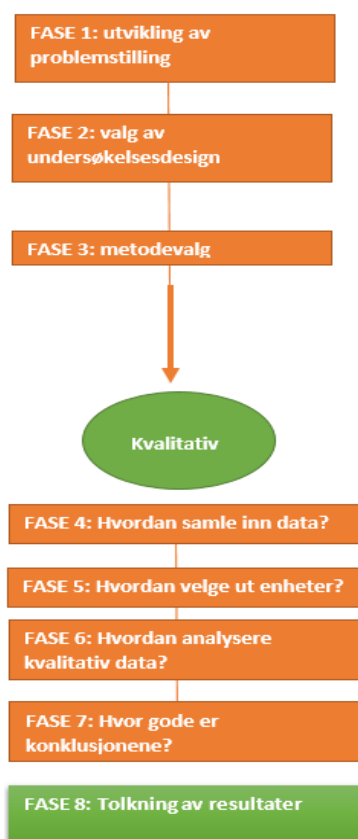 FASE 1: utvikling av
problemstilling
FASE 2: valg av
undersøkelsesdesign
FASE 3: metodevalg
Kvalitativ
FASE 4: Hvordan samle inn data?
FASE 5: Hvordan velge ut enheter?
FASE 6: Hvordan analysere
kvalitativ data?
FASE 7: Hvor gode er
konklusjonene?
FASE 8: Tolkning av resultater